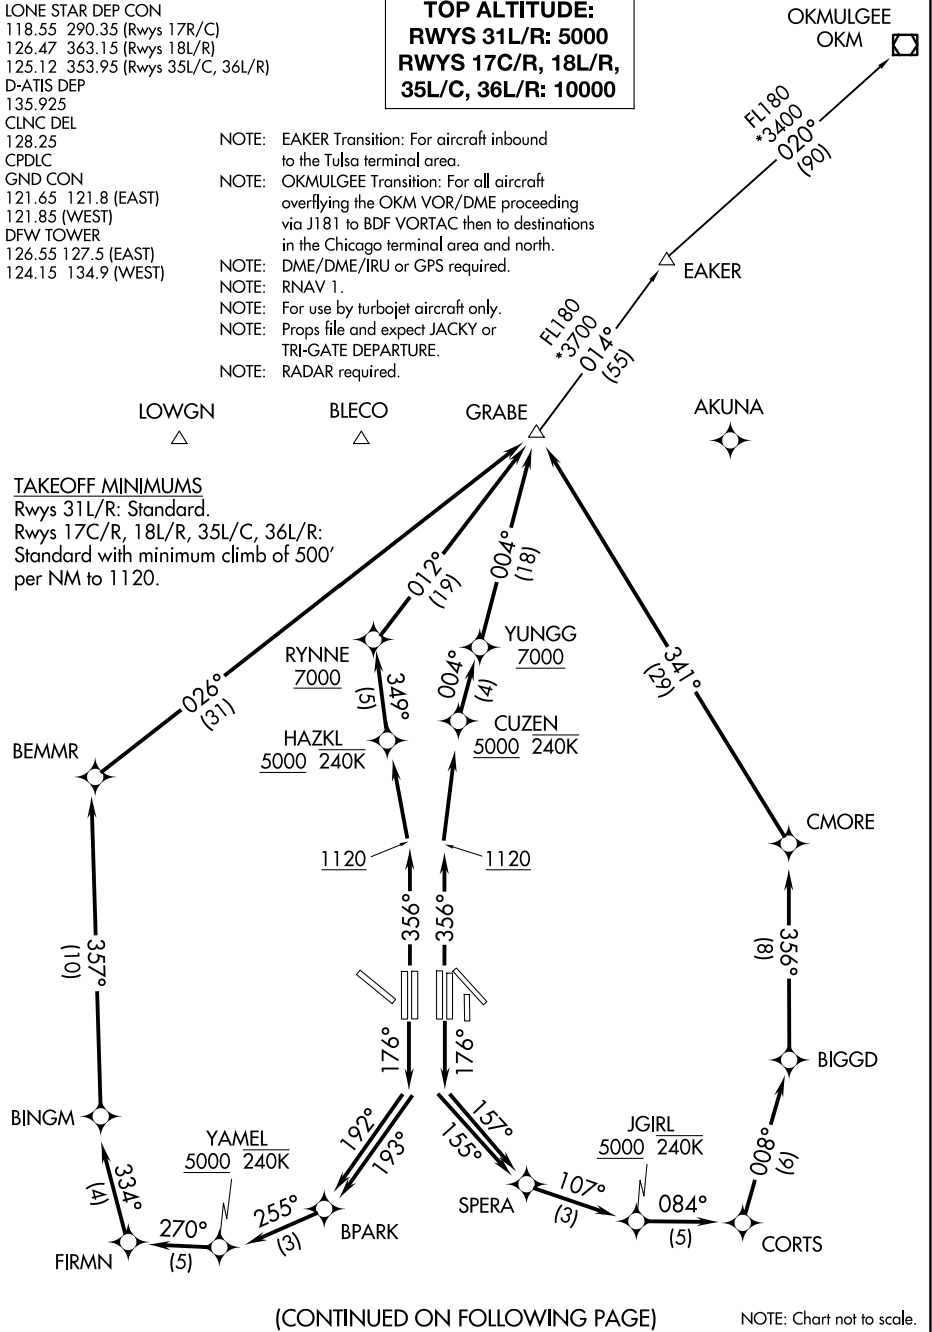 LONE STAR DEP CON
118.55 290.35 (Rwys 17R/C)
126.47 363.15 (Rwys 18L/R)
125.12 353.95 (Rwys 35L/C, 36L/R)
D-ATIS DEP
135.925
CLNC DEL
128.25
CPDLC
GND CON
121.65 121.8 (EAST)
121.85 (WEST)
DFW TOWER
126.55 127.5 (EAST)
124.15 134.9 (WEST)
TOP ALTITUDE:
RWYS 31L/R: 5000
RWYS 17C/R, 18L/R,
35L/C, 36L/R: 10000
OKMULGEE
OKM
NOTE: EAKER Transition: For aircraft inbound
to the Tulsa terminal area.
NOTE: OKMULGEE Transition: For all aircraft
overflying the OKM VOR/DME proceeding
via J181 to BDF VORTAC then to destinations
in the Chicago terminal area and north.
NOTE: DME/DME/IRU or GPS required.
NOTE: RNAV 1.
NOTE: For use by turbojet aircraft only.
NOTE: Props file and expect JACKY or
TRI-GATE DEPARTURE.
NOTE: RADAR required.
FL180
*3400
020°
(90)
EAKER
FL180
*3700
014°
(55)
LOWGN
BLECO
GRABE
AKUNA
TAKEOFF MINIMUMS
Rwys 31L/R: Standard.
Rwys 17C/R, 18L/R, 35L/C, 36L/R:
Standard with minimum climb of 500'
per NM to 1120.
012°
(19)
004°
(18)
RYNNE
7000
YUNGG
7000
341°
(29)
026°
(31)
349°
(5)
004°
(4)
HAZKL
5000 240K
CUZEN
5000 240K
BEMMR
CMORE
1120
1120
356°
356°
357°
(10)
356°
(8)
176°
176°
BIGGD
BINGM
192°
193°
157°
155°
YAMEL
5000 240K
JGIRL
5000 240K
334°
(4)
008°
(9)
255°
(3)
BPARK
SPERA
107°
(3)
084°
(5)
270°
(5)
FIRMN
CORTS
(CONTINUED ON FOLLOWING PAGE)
NOTE: Chart not to scale.